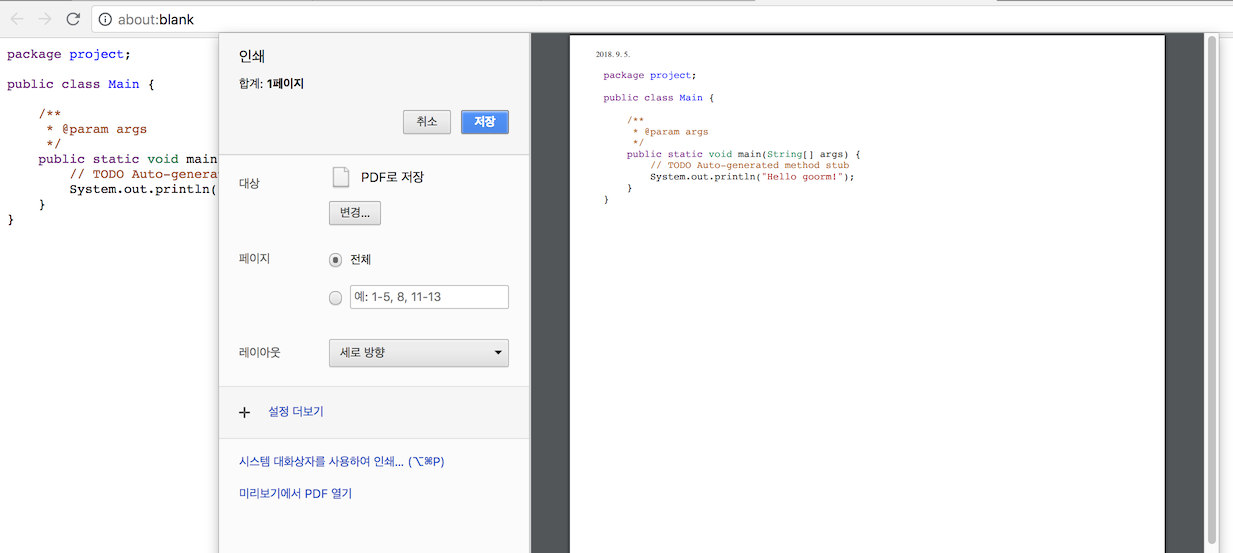 about:blank
package project;
public class Main {
/**
* @param args
*/
public static void main
// TODO Auto-genera
System.out.println(
}
}
인쇄
합계: 1페이지
취소 저장
대상 PDF로 저장
변경...
페이지 전체
예: 1-5, 8, 11-13
레이아웃 세로 방향
+ 설정 더보기
시스템 대화상자를 사용하여 인쇄... (⌥⌘P)
미리보기에서 PDF 열기
2018. 9. 5.
package project;
public class Main {
/**
* @param args
*/
public static void main(String[] args) {
// TODO Auto-generated method stub
System.out.println("Hello goorm!");
}
}